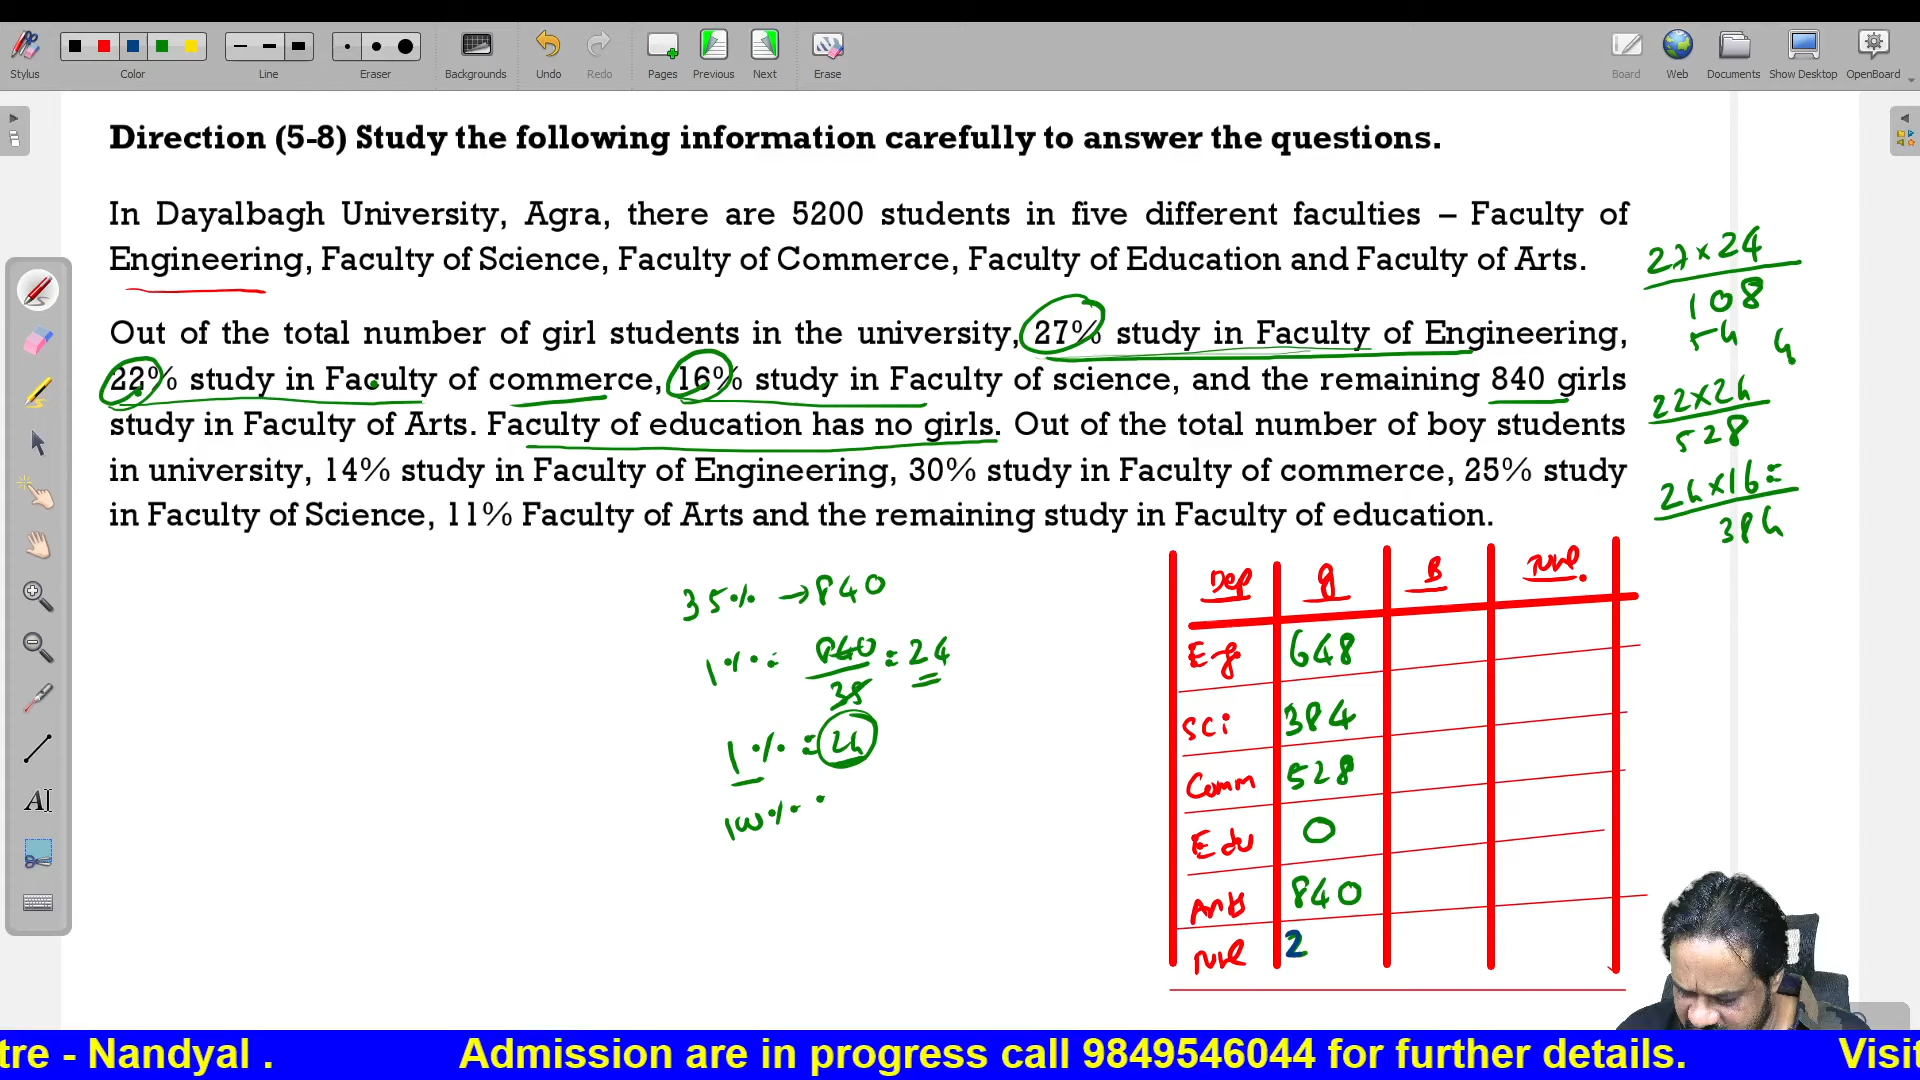 Stylus
Color
Line
Eraser
Backgrounds
Undo
Redo
Pages
Previous
Next
Erase
Board
Web
Documents
Show Desktop
OpenBoard
Direction (5-8) Study the following information carefully to answer the questions.
In Dayalbagh University, Agra, there are 5200 students in five different faculties – Faculty of
Engineering, Faculty of Science, Faculty of Commerce, Faculty of Education and Faculty of Arts.
Out of the total number of girl students in the university, 27% study in Faculty of Engineering,
22% study in Faculty of commerce, 16% study in Faculty of science, and the remaining 840 girls
study in Faculty of Arts. Faculty of education has no girls. Out of the total number of boy students
in university, 14% study in Faculty of Engineering, 30% study in Faculty of commerce, 25% study
in Faculty of Science, 11% Faculty of Arts and the remaining study in Faculty of education.
27 × 24
108
54 4
22 × 24
528
24 × 16 =
384
35% → 840
1% = 840/35 = 24
1% = 24
100%
Dep g B
Eg 648
Sci 384
Comm 528
Edu 0
Arts 840
2
AI
tre - Nandyal . Admission are in progress call 9849546044 for further details. Visit